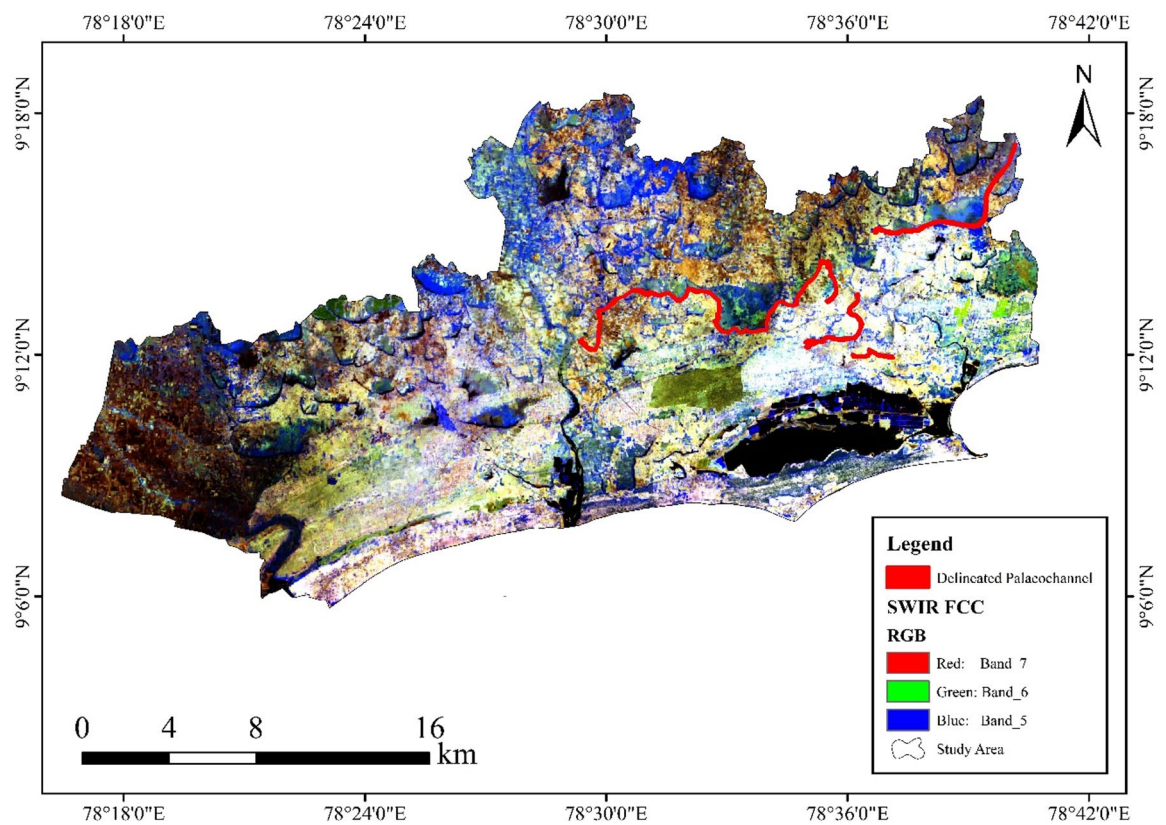 78°18'0"E 78°24'0"E 78°30'0"E 78°36'0"E 78°42'0"E
N
9°18'0"N 9°18'0"N
9°12'0"N 9°12'0"N
9°6'0"N 9°6'0"N
Legend
Delineated Palaeochannel
SWIR FCC
RGB
Red: Band_7
Green: Band_6
Blue: Band_5
Study Area
0 4 8 16
km
78°18'0"E 78°24'0"E 78°30'0"E 78°36'0"E 78°42'0"E